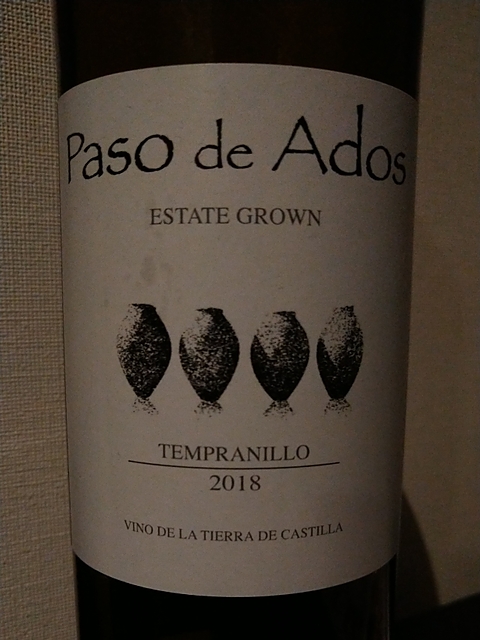 Paso de Ados
ESTATE GROWN
TEMPRANILLO
2018
VINO DE LA TIERRA DE CASTILLA